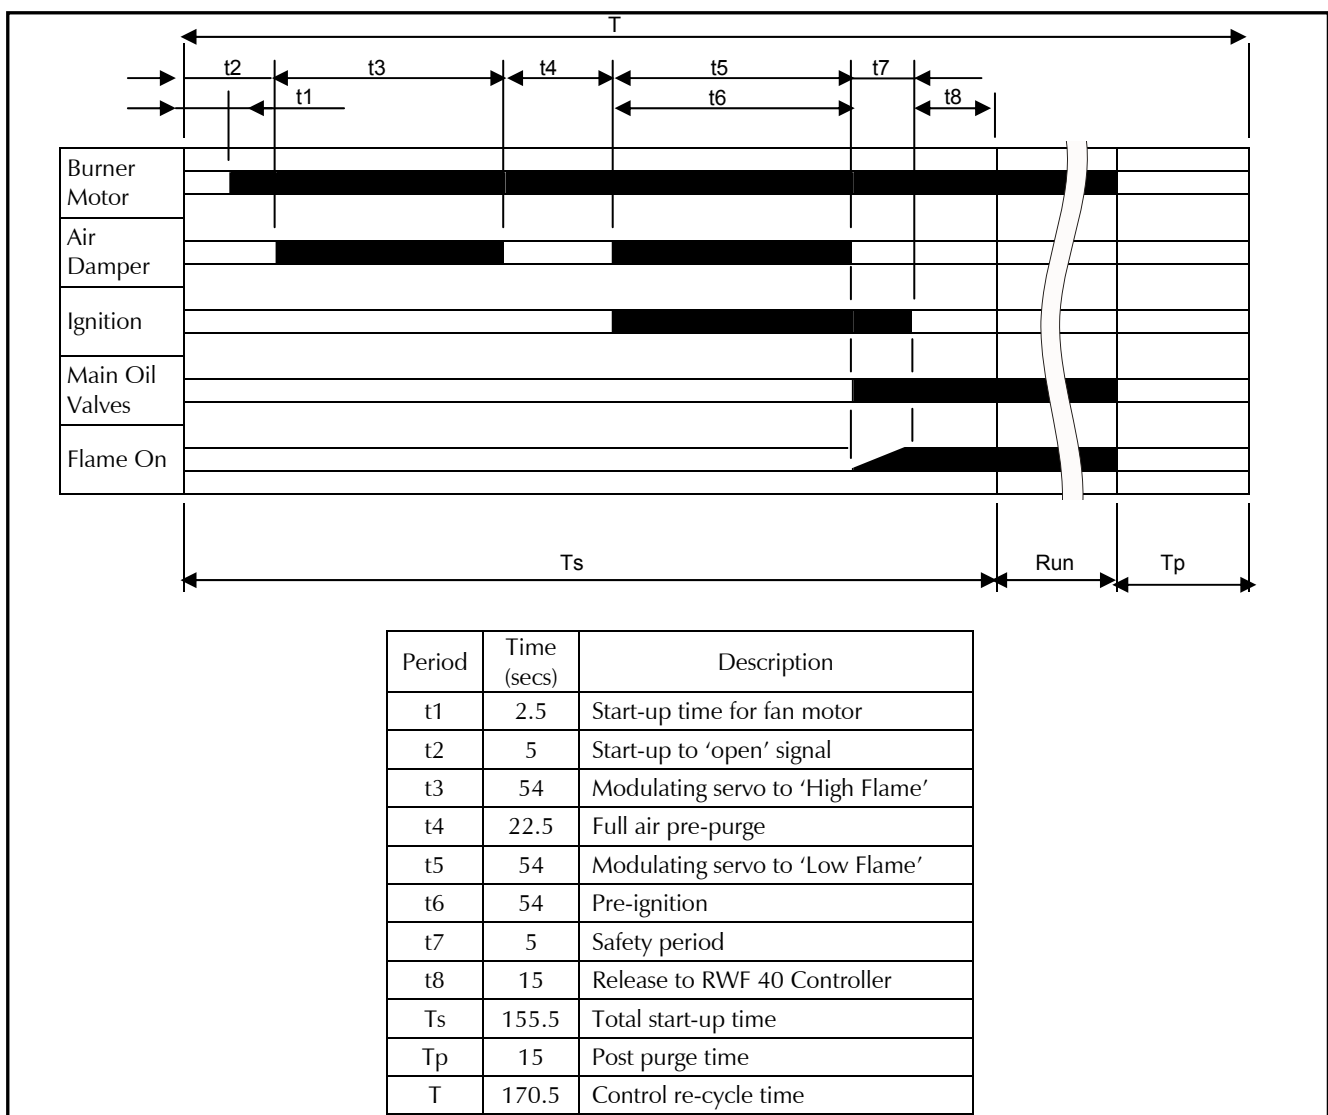 T
t2 t3 t4 t5 t7
t1 t6 t8
Burner
Motor
Air
Damper
Ignition
Main Oil
Valves
Flame On
Ts Run Tp
Period Time (secs) Description
t1 2.5 Start-up time for fan motor
t2 5 Start-up to ‘open’ signal
t3 54 Modulating servo to ‘High Flame’
t4 22.5 Full air pre-purge
t5 54 Modulating servo to ‘Low Flame’
t6 54 Pre-ignition
t7 5 Safety period
t8 15 Release to RWF 40 Controller
Ts 155.5 Total start-up time
Tp 15 Post purge time
T 170.5 Control re-cycle time